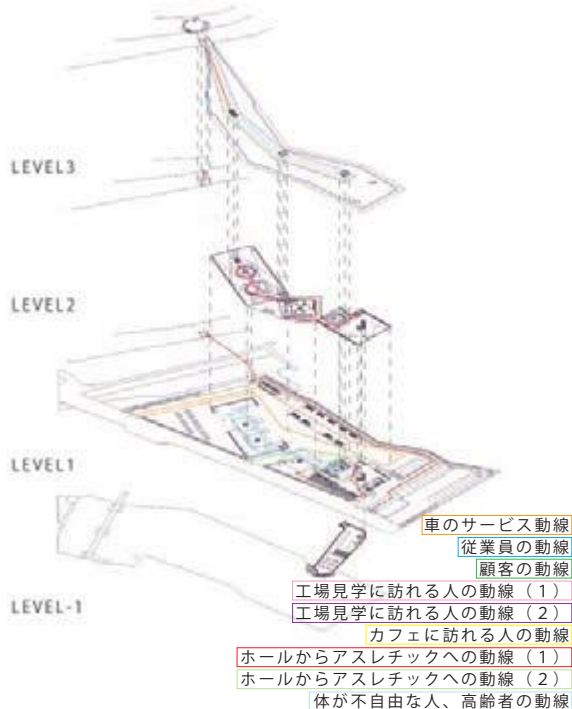 LEVEL3
LEVEL2
LEVEL1
LEVEL-1
車のサービス動線
従業員の動線
顧客の動線
工場見学に訪れる人の動線（1）
工場見学に訪れる人の動線（2）
カフェに訪れる人の動線
ホールからアスレチックへの動線（1）
ホールからアスレチックへの動線（2）
体が不自由な人、高齢者の動線